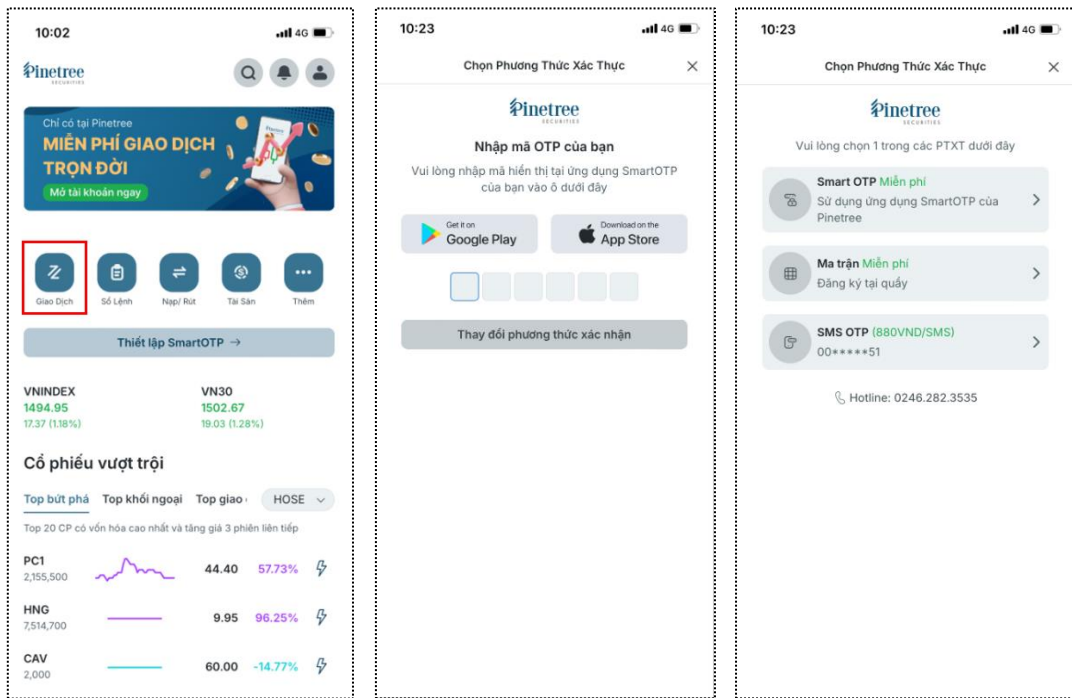 10:02
4G
Pinetree
SECURITIES
Chỉ có tại Pinetree
MIỄN PHÍ GIAO DỊCH
TRỌN ĐỜI
Mở tài khoản ngay
Giao Dịch
Sổ Lệnh
Nạp/ Rút
Tài Sản
Thêm
Thiết lập SmartOTP →
VNINDEX
1494.95
17.37 (1.18%)
VN30
1502.67
19.03 (1.28%)
Cổ phiếu vượt trội
Top bứt phá
Top khối ngoại
Top giao
HOSE
Top 20 CP có vốn hóa cao nhất và tăng giá 3 phiên liên tiếp
PC1
2,155,500
44.40
57.73%
HNG
7,514,700
9.95
96.25%
CAV
2,000
60.00
-14.77%
10:23
4G
Chọn Phương Thức Xác Thực
Pinetree
SECURITIES
Nhập mã OTP của bạn
Vui lòng nhập mã hiển thị tại ứng dụng SmartOTP
của bạn vào ô dưới đây
Get it on
Google Play
Download on the
App Store
Thay đổi phương thức xác nhận
10:23
4G
Chọn Phương Thức Xác Thực
Pinetree
SECURITIES
Vui lòng chọn 1 trong các PTXT dưới đây
Smart OTP Miễn phí
Sử dụng ứng dụng SmartOTP của
Pinetree
Ma trận Miễn phí
Đăng ký tại quầy
SMS OTP (880VND/SMS)
00*****51
Hotline: 0246.282.3535